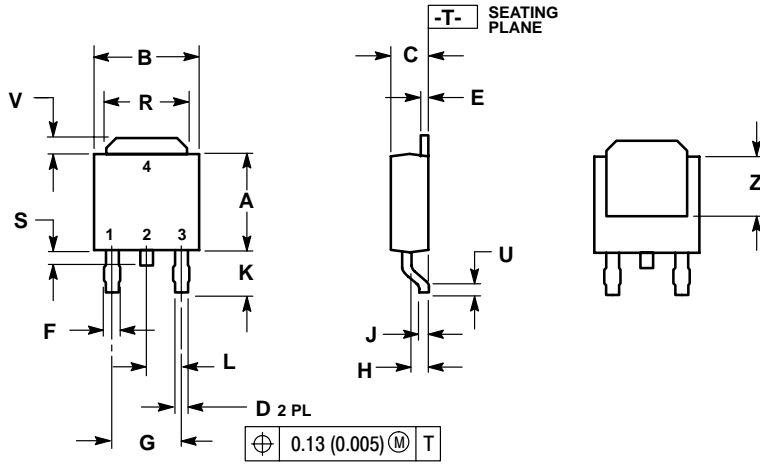 -T- SEATING
PLANE
B
C
V
R
E
4
Z
A
S
1 2 3
U
K
F
J
L
H
D 2 PL
G
⌖ 0.13 (0.005) Ⓜ T